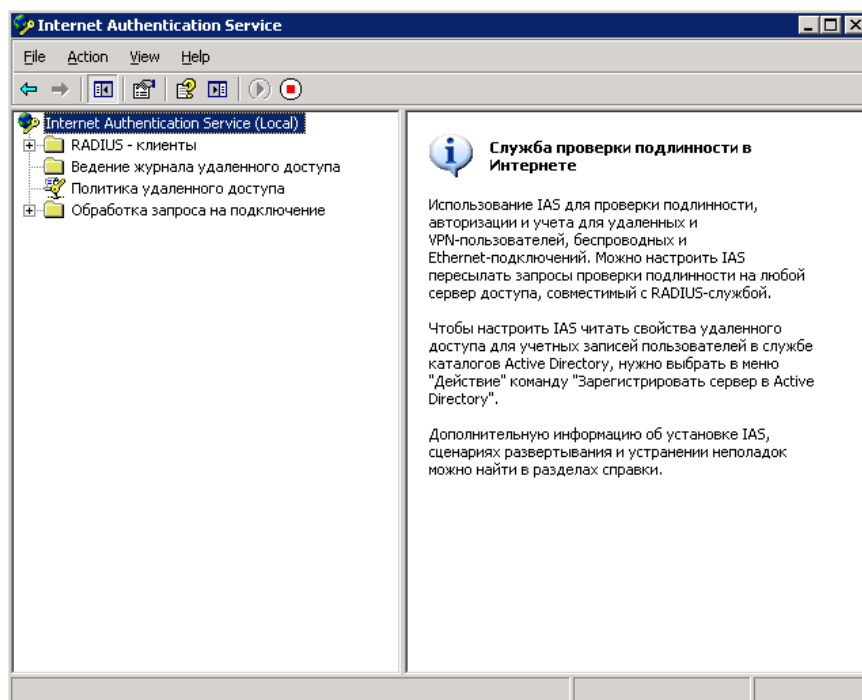 Internet Authentication Service
File Action View Help
Internet Authentication Service (Local)
RADIUS - клиенты
Ведение журнала удаленного доступа
Политика удаленного доступа
Обработка запроса на подключение
Служба проверки подлинности в
Интернете
Использование IAS для проверки подлинности,
авторизации и учета для удаленных и
VPN-пользователей, беспроводных и
Ethernet-подключений. Можно настроить IAS
пересылать запросы проверки подлинности на любой
сервер доступа, совместимый с RADIUS-службой.
Чтобы настроить IAS читать свойства удаленного
доступа для учетных записей пользователей в службе
каталогов Active Directory, нужно выбрать в меню
"Действие" команду "Зарегистрировать сервер в Active
Directory".
Дополнительную информацию об установке IAS,
сценариях развертывания и устранении неполадок
можно найти в разделах справки.